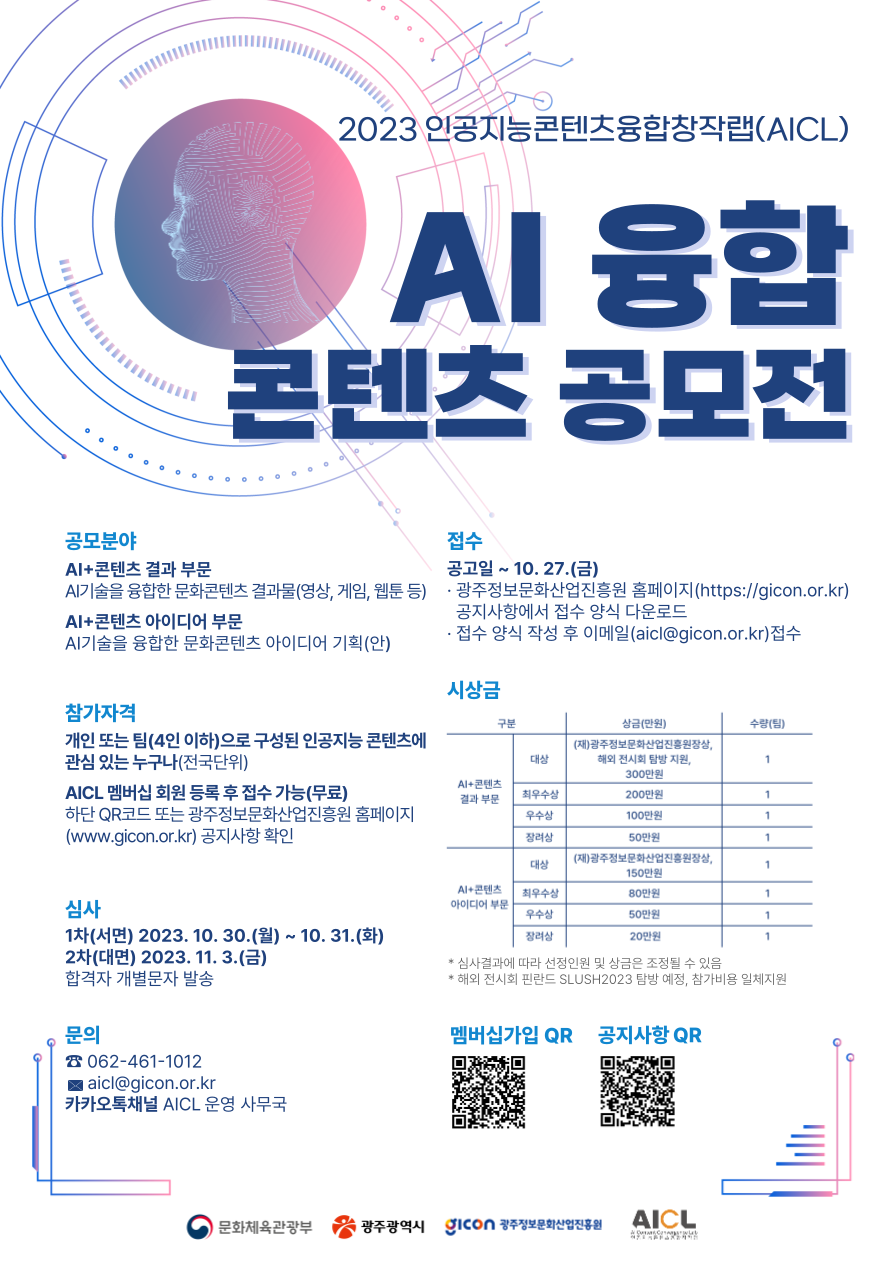 2023 인공지능콘텐츠융합창작랩(AICL)
AI 융합
콘텐츠 공모전
공모분야
AI+콘텐츠 결과 부문
AI기술을 융합한 문화콘텐츠 결과물(영상, 게임, 웹툰 등)
AI+콘텐츠 아이디어 부문
AI기술을 융합한 문화콘텐츠 아이디어 기획(안)
참가자격
개인 또는 팀(4인 이하)으로 구성된 인공지능 콘텐츠에
관심 있는 누구나(전국단위)
AICL 멤버십 회원 등록 후 접수 가능(무료)
하단 QR코드 또는 광주정보문화산업진흥원 홈페이지
(www.gicon.or.kr) 공지사항 확인
심사
1차(서면) 2023. 10. 30.(월) ~ 10. 31.(화)
2차(대면) 2023. 11. 3.(금)
합격자 개별문자 발송
문의
☎ 062-461-1012
✉ aicl@gicon.or.kr
카카오톡채널 AICL 운영 사무국
접수
공고일 ~ 10. 27.(금)
· 광주정보문화산업진흥원 홈페이지(https://gicon.or.kr)
공지사항에서 접수 양식 다운로드
· 접수 양식 작성 후 이메일(aicl@gicon.or.kr)접수
시상금
구분 상금(만원) 수량(팀)
AI+콘텐츠
결과 부문
대상 (재)광주정보문화산업진흥원장상,
해외 전시회 탐방 지원,
300만원 1
최우수상 200만원 1
우수상 100만원 1
장려상 50만원 1
AI+콘텐츠
아이디어 부문
대상 (재)광주정보문화산업진흥원장상,
150만원 1
최우수상 80만원 1
우수상 50만원 1
장려상 20만원 1
* 심사결과에 따라 선정인원 및 상금은 조정될 수 있음
* 해외 전시회 핀란드 SLUSH2023 탐방 예정, 참가비용 일체지원
멤버십가입 QR 공지사항 QR
문화체육관광부 광주광역시 gicon 광주정보문화산업진흥원 AICL